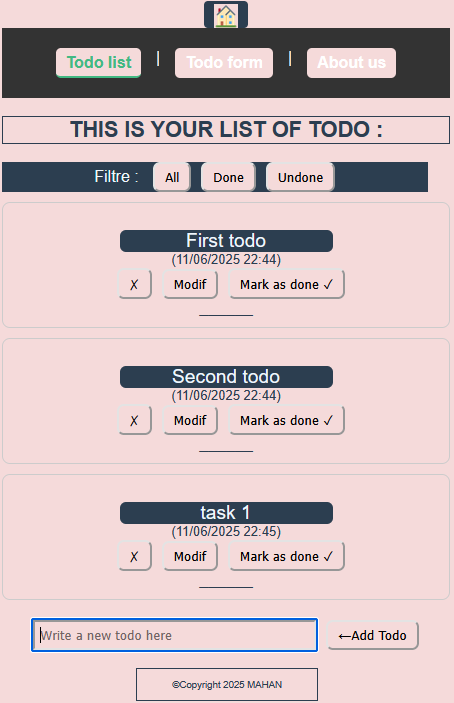 Todo list | Todo form | About us
THIS IS YOUR LIST OF TODO :
Filtre : All Done Undone
First todo
(11/06/2025 22:44)
✗ Modif Mark as done ✓
Second todo
(11/06/2025 22:44)
✗ Modif Mark as done ✓
task 1
(11/06/2025 22:45)
✗ Modif Mark as done ✓
Write a new todo here ←Add Todo
©Copyright 2025 MAHAN